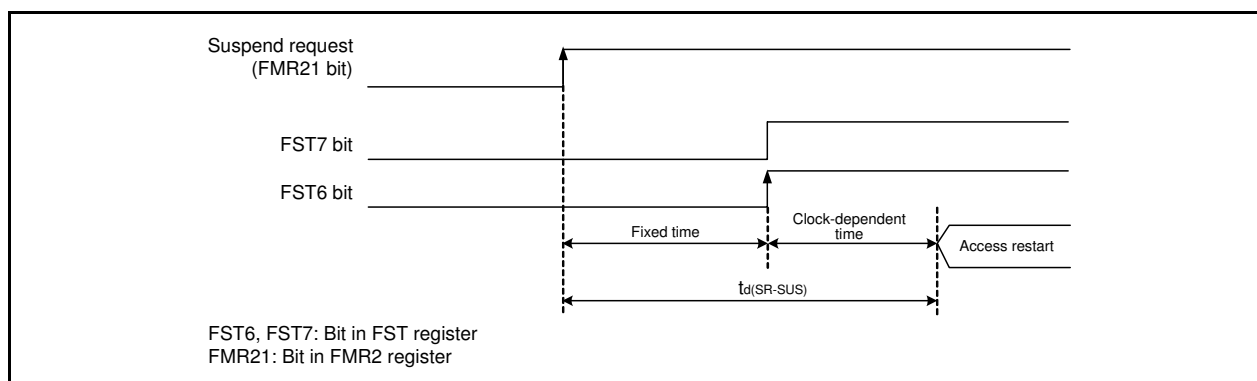 Suspend request
(FMR21 bit)
FST7 bit
FST6 bit
Fixed time
Clock-dependent
time
Access restart
td(SR-SUS)
FST6, FST7: Bit in FST register
FMR21: Bit in FMR2 register